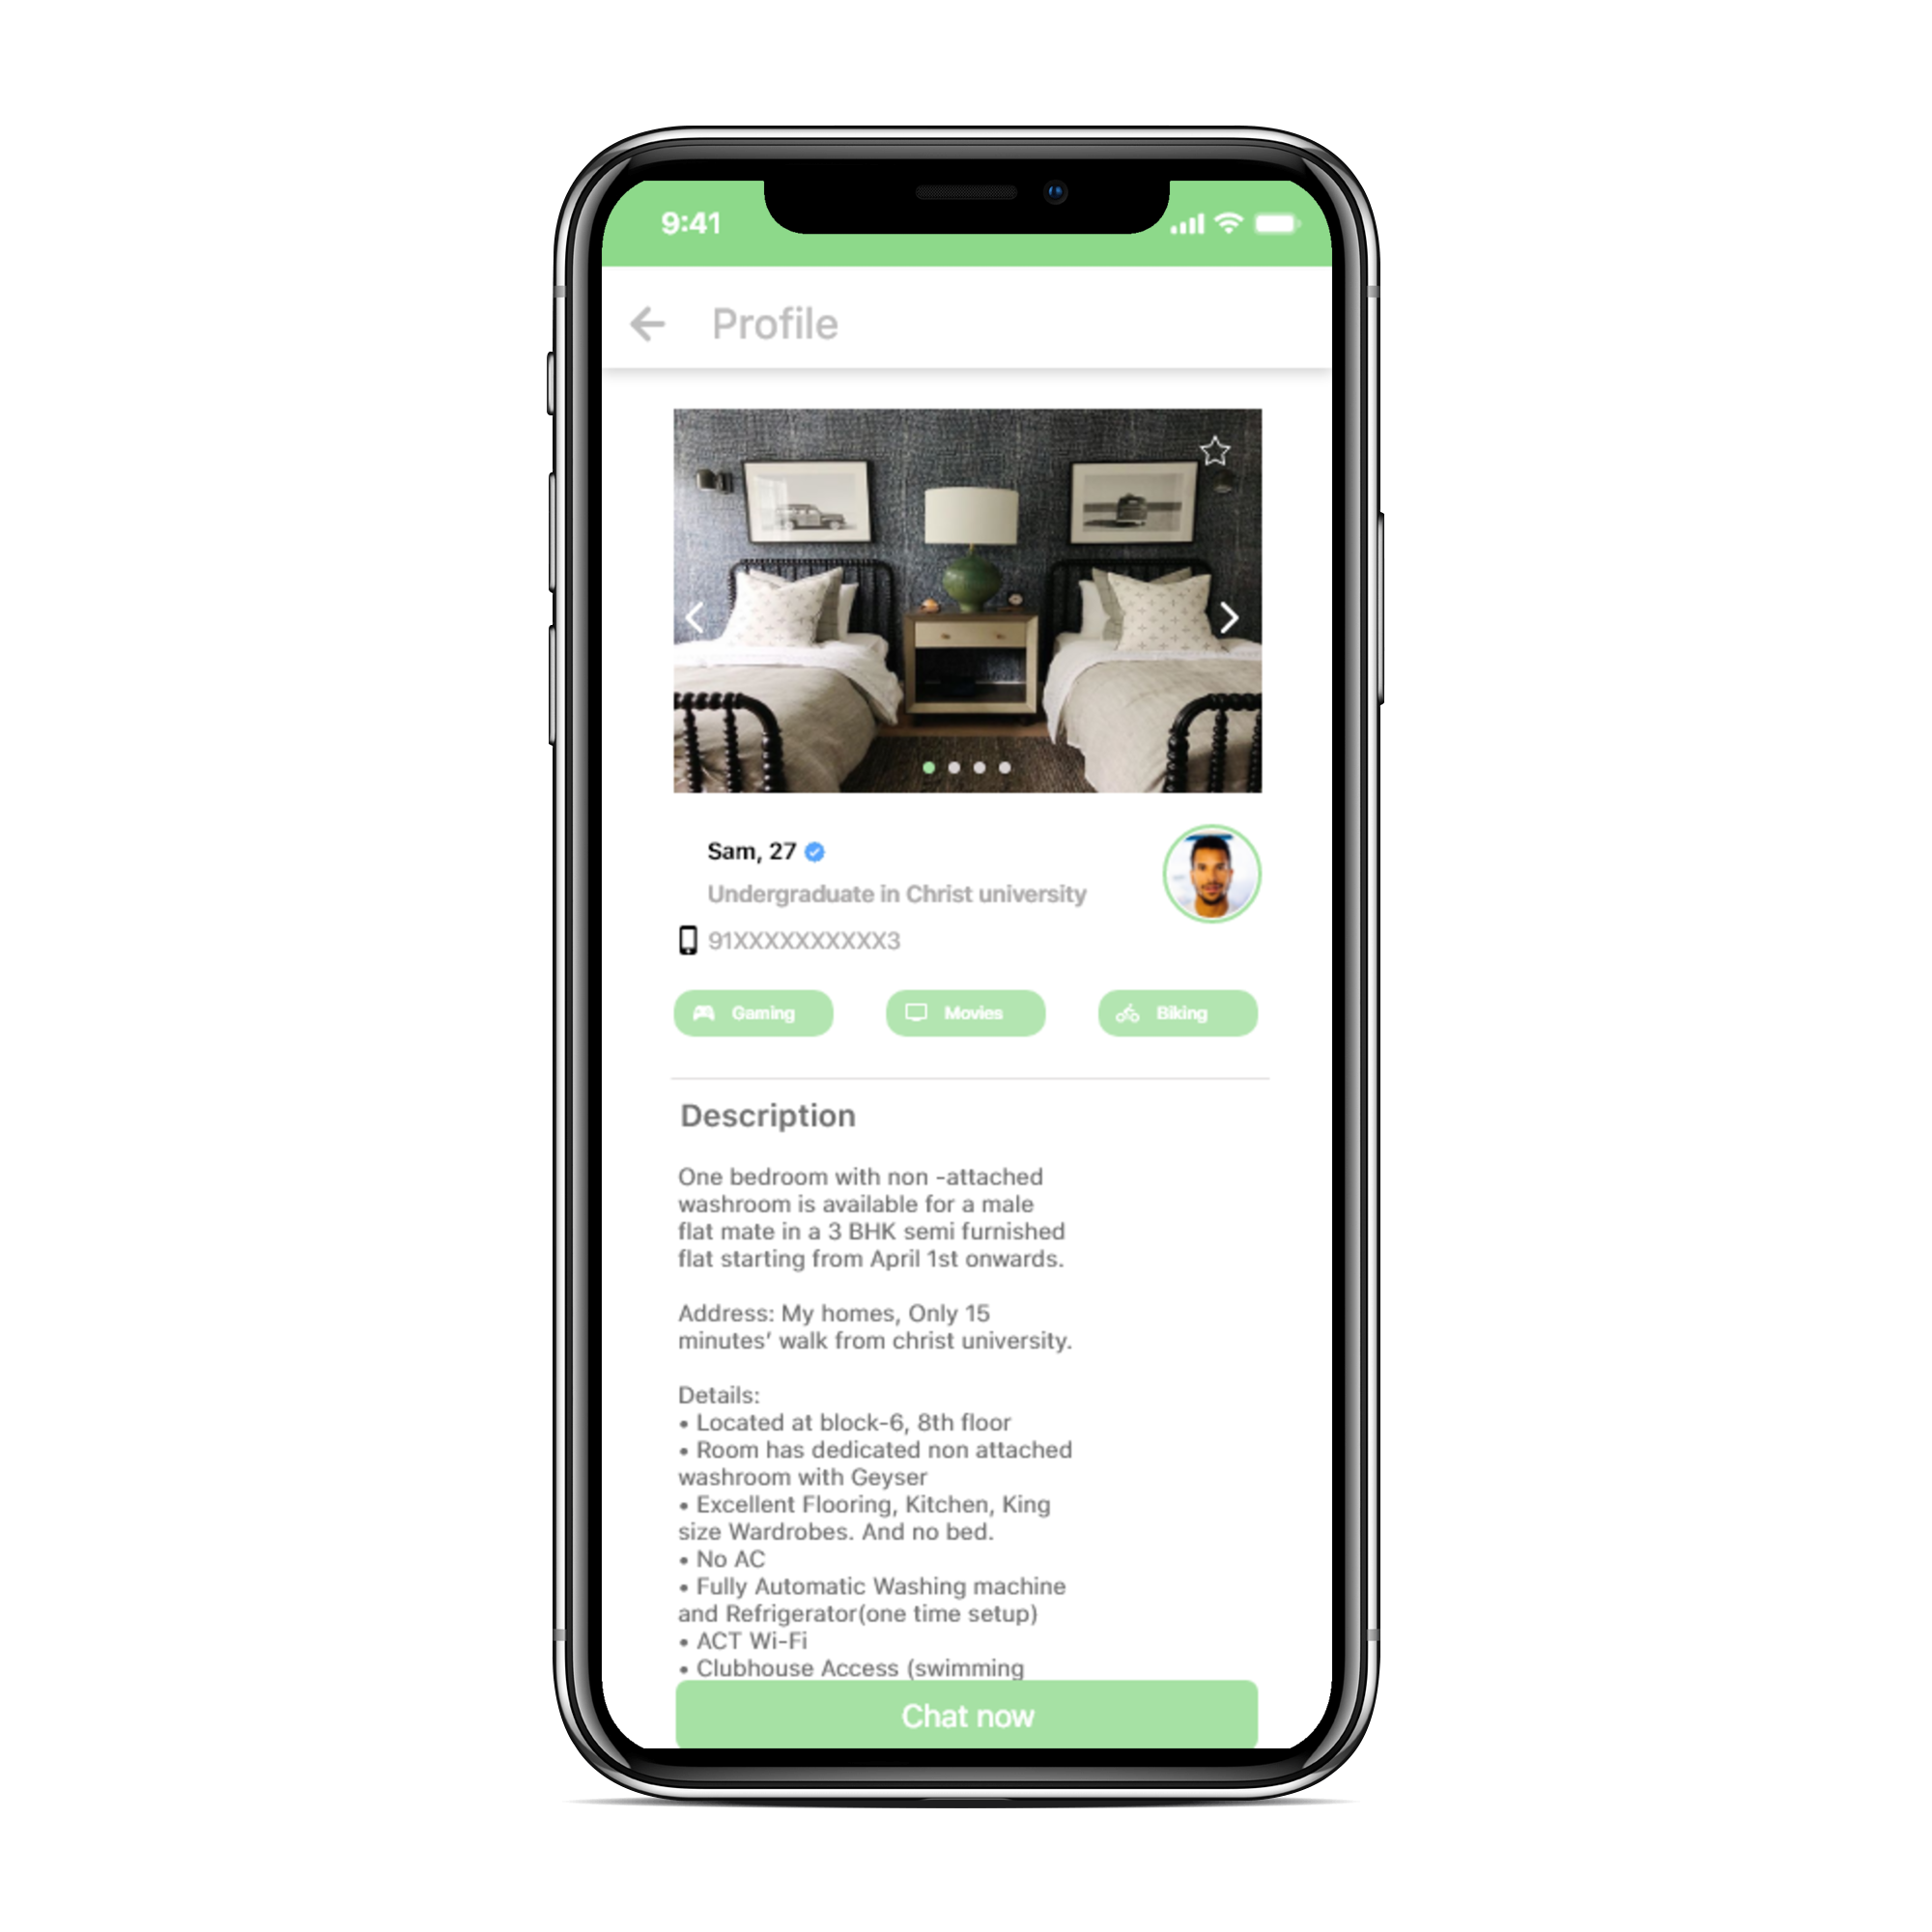 9:41
Profile
Sam, 27
Undergraduate in Christ university
91XXXXXXXXXX3
Gaming
Movies
Biking
Description
One bedroom with non -attached
washroom is available for a male
flat mate in a 3 BHK semi furnished
flat starting from April 1st onwards.
Address: My homes, Only 15
minutes’ walk from christ university.
Details:
• Located at block-6, 8th floor
• Room has dedicated non attached
washroom with Geyser
• Excellent Flooring, Kitchen, King
size Wardrobes. And no bed.
• No AC
• Fully Automatic Washing machine
and Refrigerator(one time setup)
• ACT Wi-Fi
• Clubhouse Access (swimming
Chat now